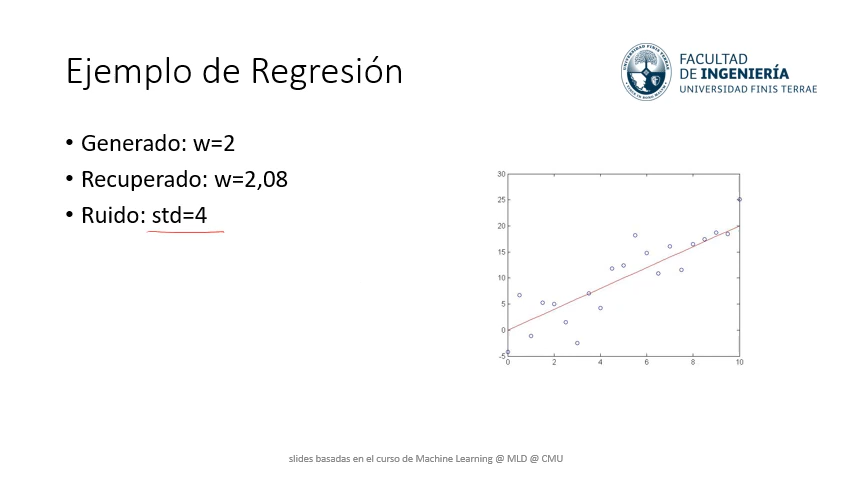 Ejemplo de Regresión
FACULTAD
DE INGENIERÍA
UNIVERSIDAD FINIS TERRAE
• Generado: w=2
• Recuperado: w=2,08
• Ruido: std=4
30
25
20
15
10
5
0
-5
0 2 4 6 8 10
slides basadas en el curso de Machine Learning @ MLD @ CMU